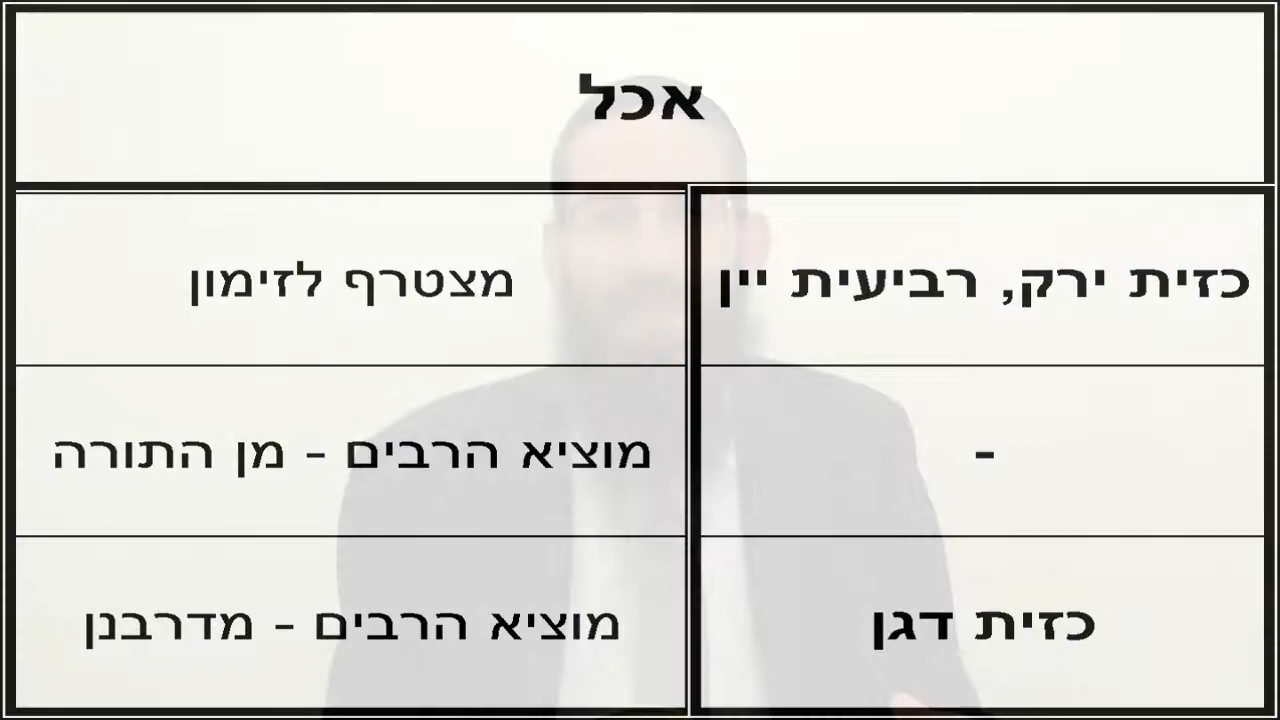 אכל
כזית ירק, רביעית יין
מצטרף לזימון
-
מוציא הרבים - מן התורה
כזית דגן
מוציא הרבים - מדרבנן